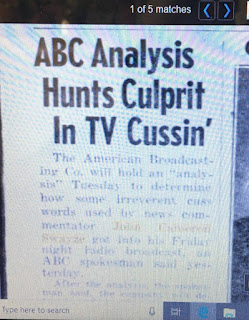 1 of 5 matches
ABC Analysis
Hunts Culprit
In TV Cussin'
The American Broadcast-
ing Co. will hold an "analy-
sis" Tuesday to determine
how some irreverent cuss
words used by news com-
mentator John Cameron
Swayze got into his Friday
night radio broadcast, an
ABC spokesman said yes-
terday.
After the analysis, the spokes-
man said, the company will de-
Type here to search